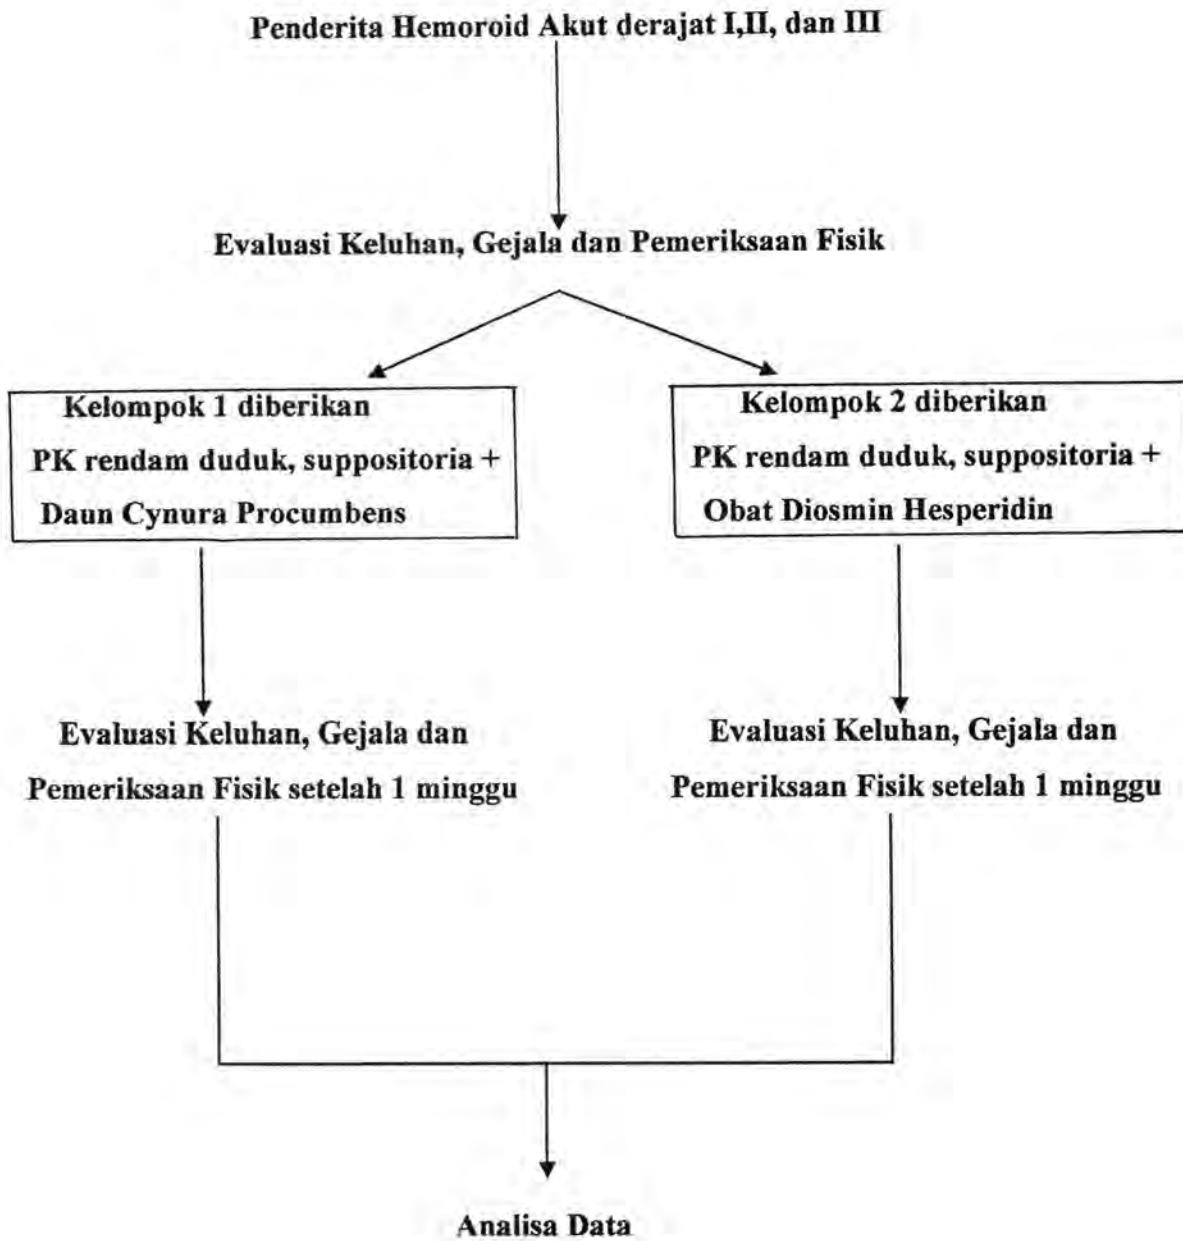 Penderita Hemoroid Akut derajat I,II, dan III
Evaluasi Keluhan, Gejala dan Pemeriksaan Fisik
Kelompok 1 diberikan
PK rendam duduk, suppositoria +
Daun Cynura Procumbens
Kelompok 2 diberikan
PK rendam duduk, suppositoria +
Obat Diosmin Hesperidin
Evaluasi Keluhan, Gejala dan
Pemeriksaan Fisik setelah 1 minggu
Evaluasi Keluhan, Gejala dan
Pemeriksaan Fisik setelah 1 minggu
Analisa Data